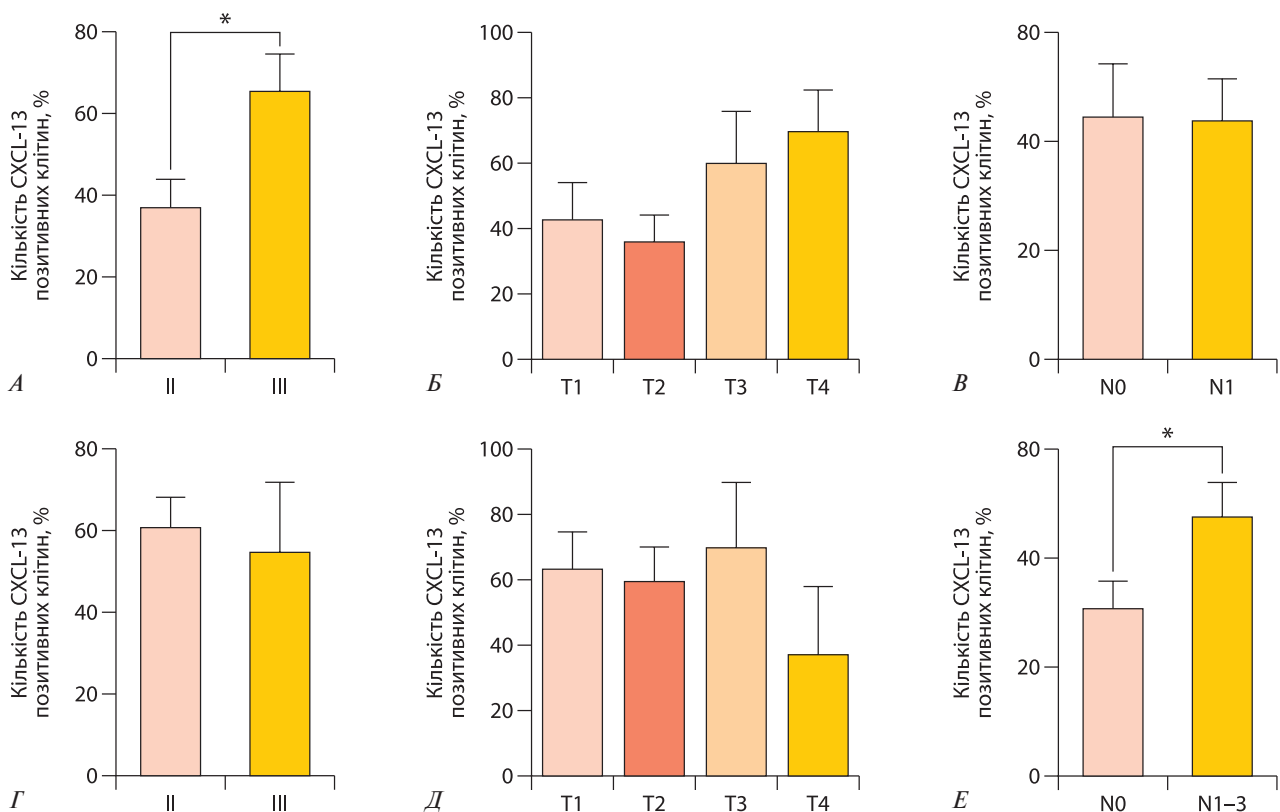 Кількість CXCL-13
позитивних клітин, %
80
60
40
20
0
*
II
III
А
Кількість CXCL-13
позитивних клітин, %
100
80
60
40
20
0
T1
T2
T3
T4
Б
Кількість CXCL-13
позитивних клітин, %
80
40
20
0
N0
N1
В
Кількість CXCL-13
позитивних клітин, %
80
60
40
20
0
II
III
Г
Кількість CXCL-13
позитивних клітин, %
100
80
60
40
20
0
T1
T2
T3
T4
Д
Кількість CXCL-13
позитивних клітин, %
80
40
20
0
*
N0
N1–3
Е